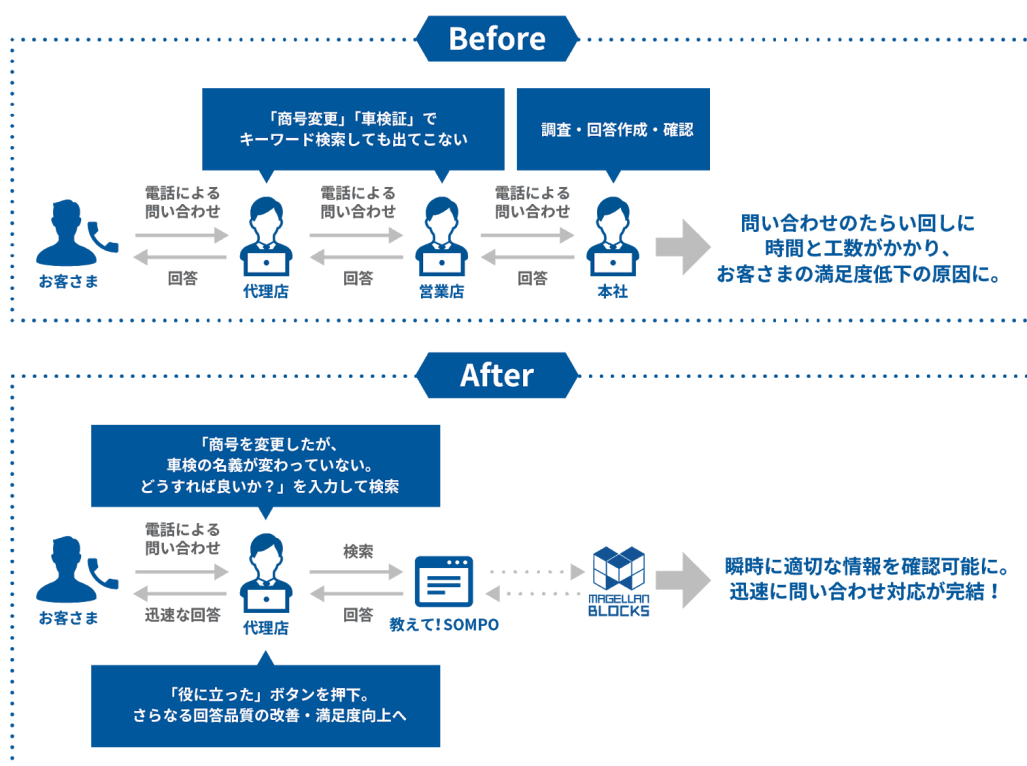 Before
「商号変更」「車検証」で
キーワード検索しても出てこない
調査・回答作成・確認
電話による
問い合わせ
電話による
問い合わせ
電話による
問い合わせ
回答
回答
回答
お客さま
代理店
営業店
本社
問い合わせのたらい回しに
時間と工数がかかり、
お客さまの満足度低下の原因に。
After
「商号を変更したが、
車検の名義が変わっていない。
どうすれば良いか？」を入力して検索
電話による
問い合わせ
検索
迅速な回答
回答
お客さま
代理店
教えて！SOMPO
MAGELLAN
BLOCKS
瞬時に適切な情報を確認可能に。
迅速に問い合わせ対応が完結！
「役に立った」ボタンを押下。
さらなる回答品質の改善・満足度向上へ